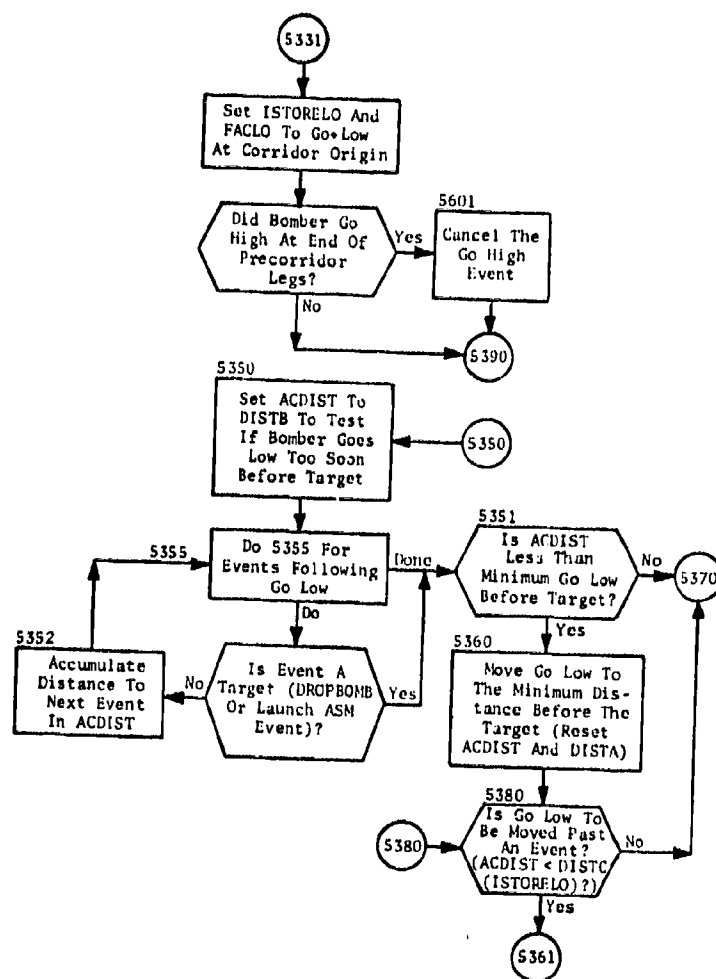 5331
Set ISTORELO And
FACLO To Go Low
At Corridor Origin
Did Bomber Go
High At End Of
Precorridor
Legs?
Yes
No
5601
Cancel The
Go High
Event
5390
5350
Set ACDIST To
DISTB To Test
If Bomber Goes
Low Too Soon
Before Target
5350
5355
Do 5355 For
Events Following
Go Low
Done
Do
5351
Is ACDIST
Less Than
Minimum Go Low
Before Target?
No
Yes
5370
5352
Accumulate
Distance To
Next Event
In ACDIST
No
Is Event A
Target (DROPBOMB
Or Launch ASM
Event)?
Yes
5360
Move Go Low To
The Minimum Dis-
tance Before The
Target (Reset
ACDIST And DISTA)
5380
5380
Is Go Low To
Be Moved Past
An Event?
(ACDIST < DISTC
(ISTORELO)?)
No
Yes
5361